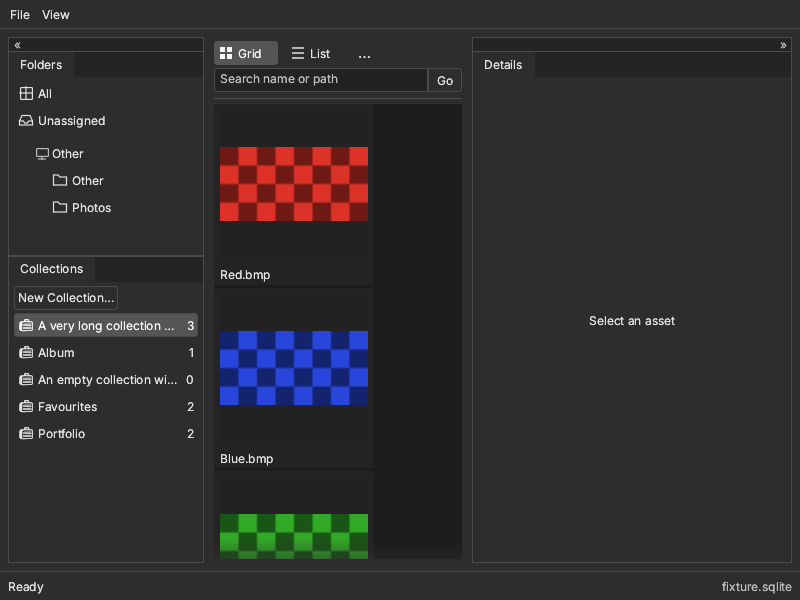 File View
«
Folders
All
Unassigned
Other
Other
Photos
Collections
New Collection...
A very long collection ... 3
Album 1
An empty collection wi... 0
Favourites 2
Portfolio 2
Grid List ...
Search name or path Go
Red.bmp
Blue.bmp
»
Details
Select an asset
Ready
fixture.sqlite